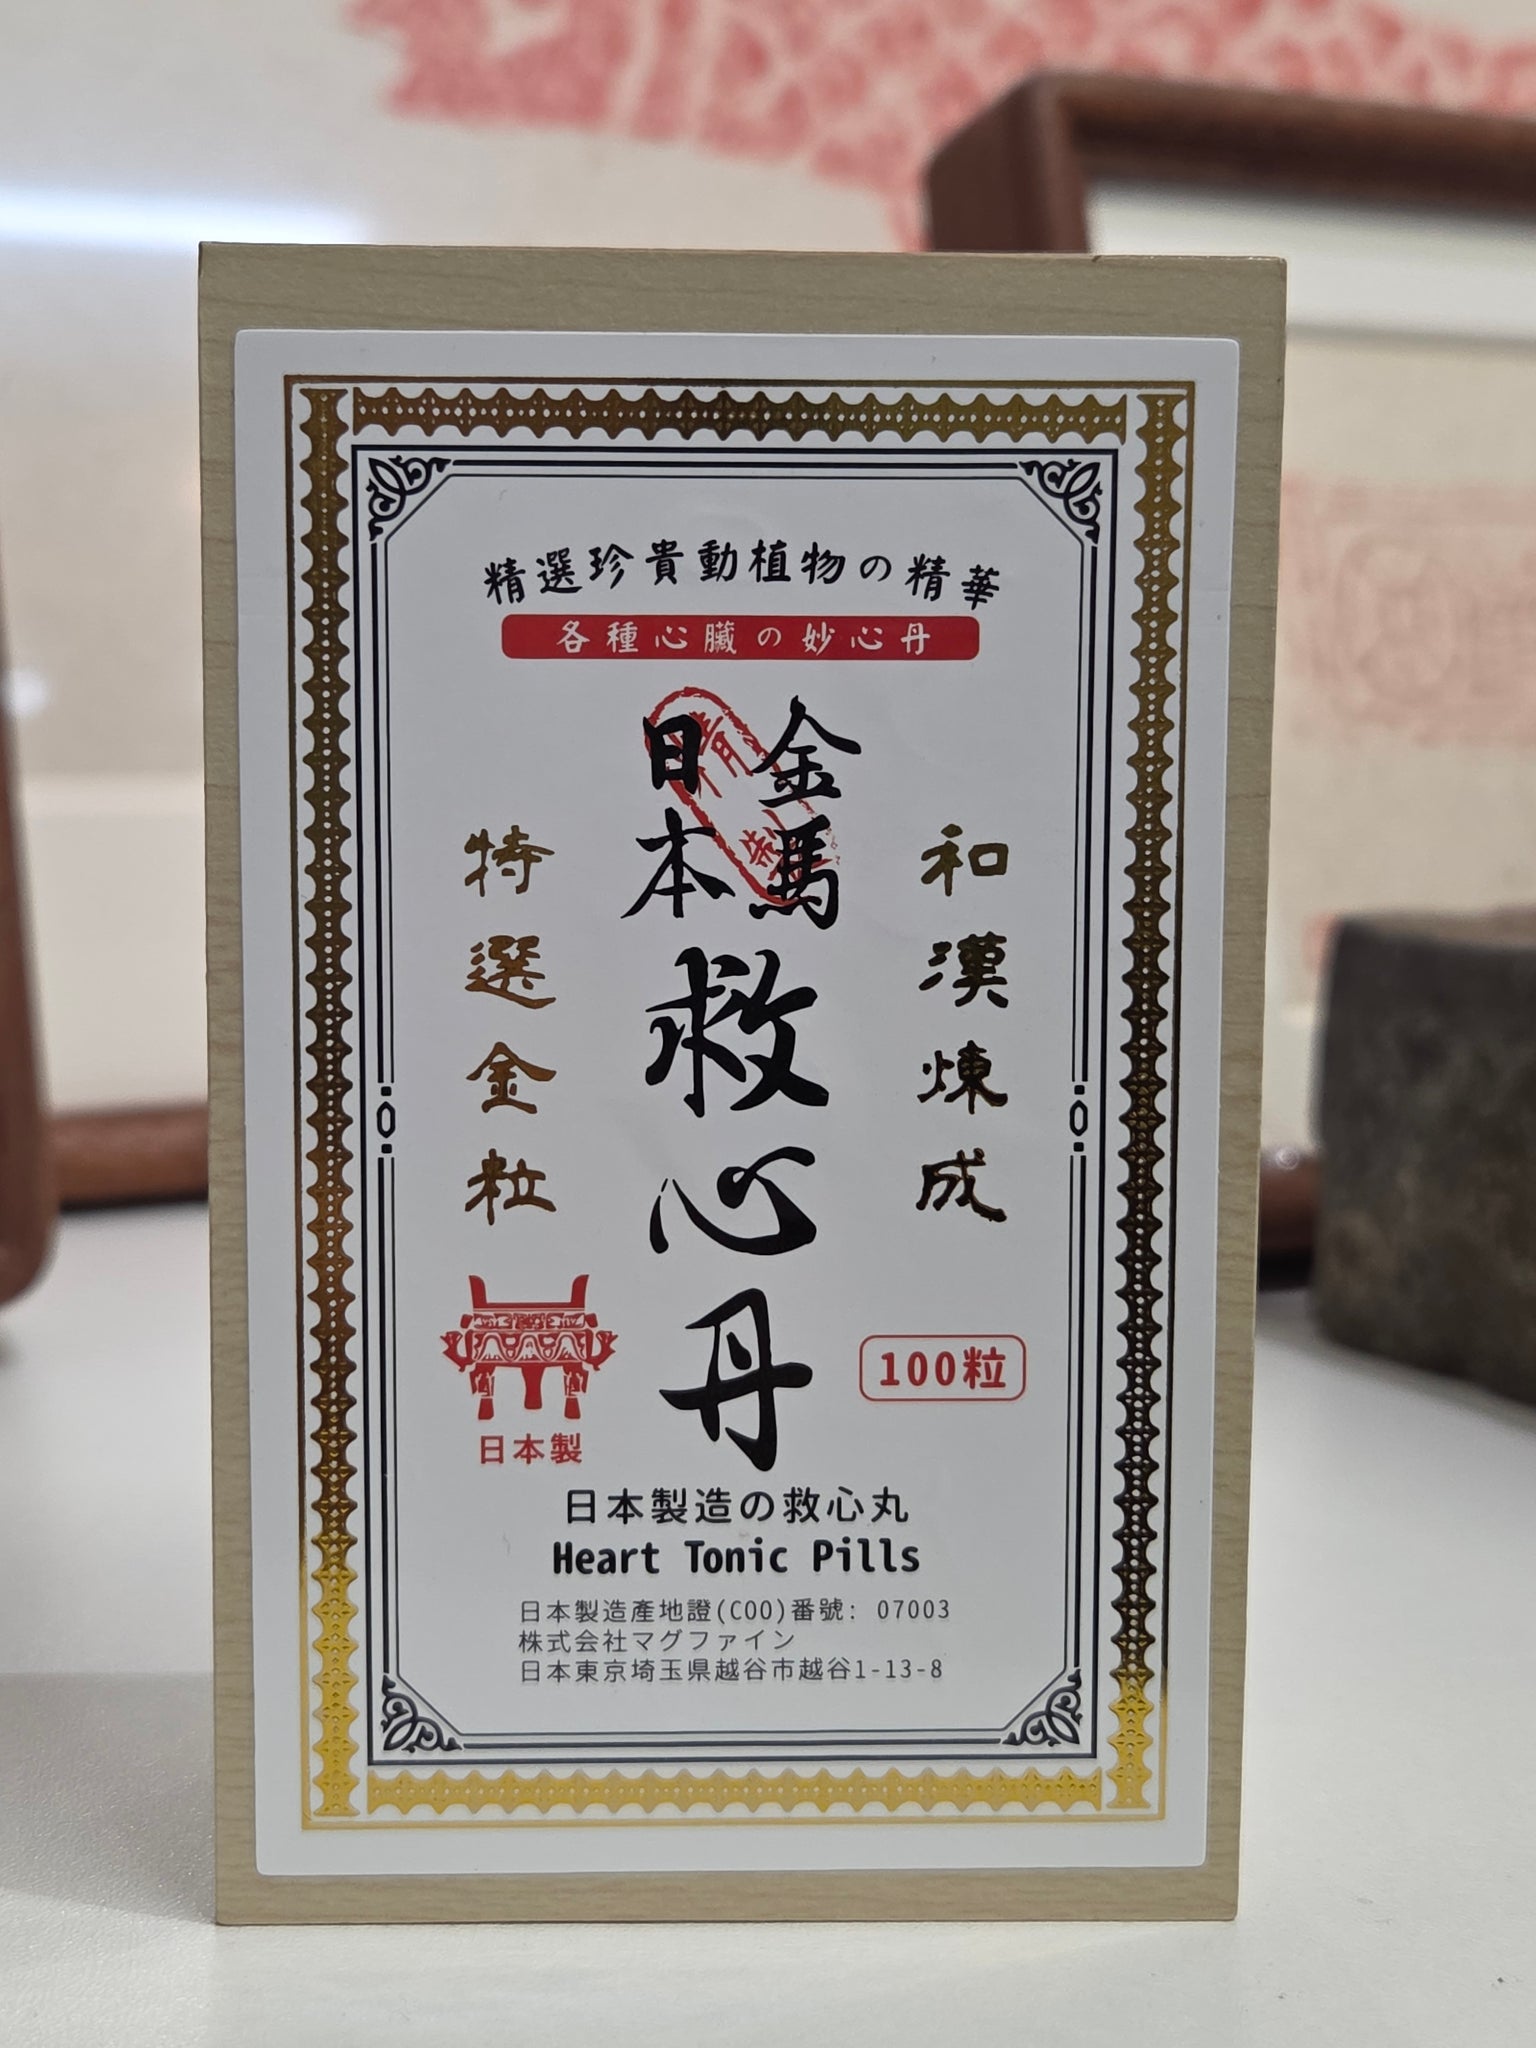 精選珍貴動植物の精華
各種心臓の妙心丹
和漢煉成
金馬
日本
救心丹
特選金粒
精製
100粒
日本製
日本製造の救心丸
Heart Tonic Pills
日本製造產地證(COO)番號: 07003
株式会社マグファイン
日本東京埼玉県越谷市越谷1-13-8